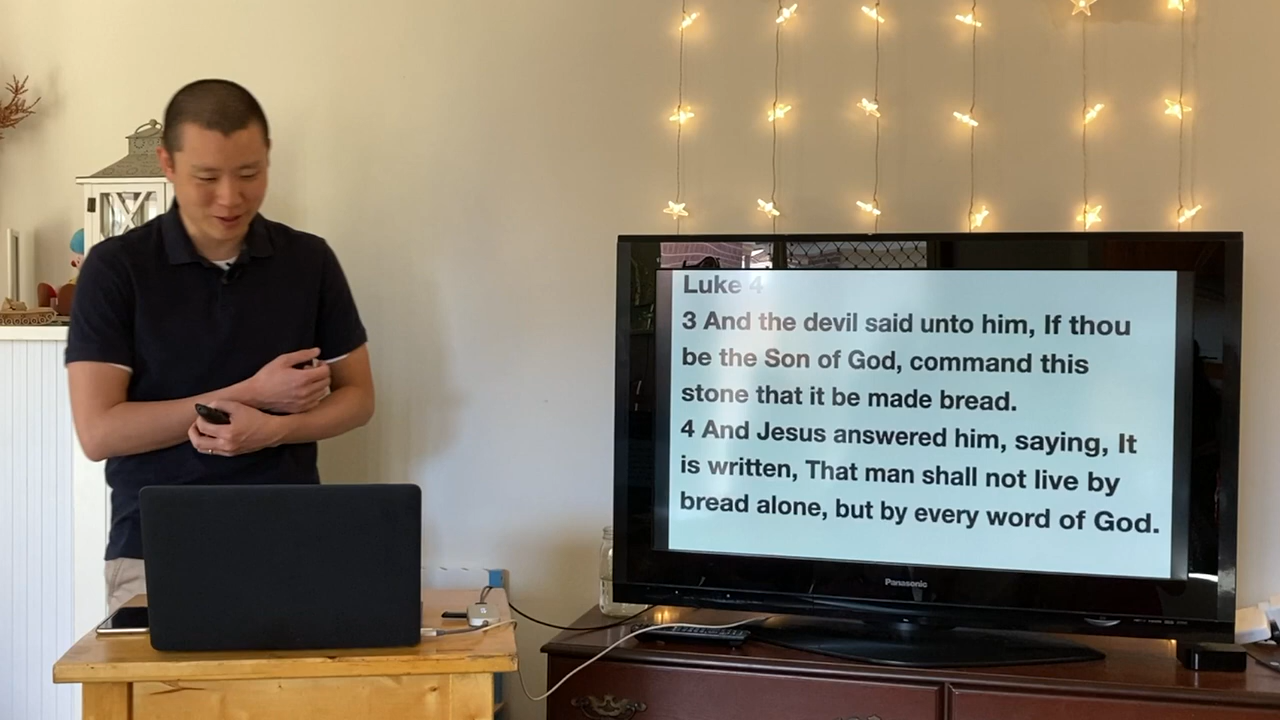 Luke 4
3 And the devil said unto him, If thou
be the Son of God, command this
stone that it be made bread.
4 And Jesus answered him, saying, It
is written, That man shall not live by
bread alone, but by every word of God.
Panasonic